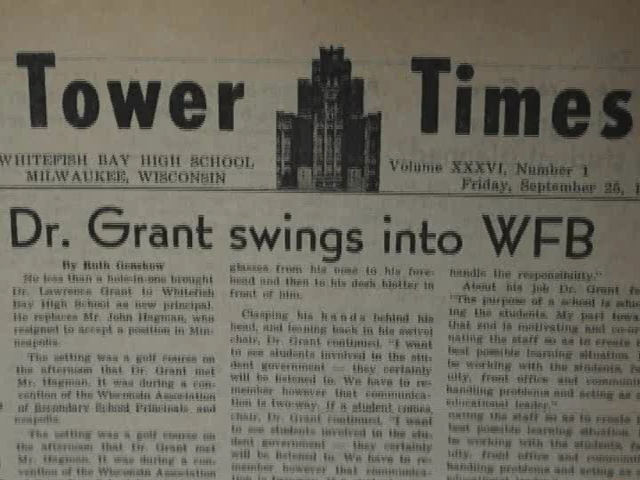 Tower Times
WHITEFISH BAY HIGH SCHOOL
MILWAUKEE, WISCONSIN
Volume XXXVI, Number 1
Friday, September
Dr. Grant swings into WFB
By Ruth
No less than a hole-in-one brought
Dr. Lawrence Grant to Whitefish
Bay High School as new principal.
He replaces Mr. John Hagman, who
resigned to accept a position in Min-
neapolis.
The setting was a golf course on
the afternoon that Dr. Grant met
Mr. Hagman. It was during a con-
vention of the Wisconsin Association
of Secondary School Principals, and
neapolis.
The setting was a golf course on
the afternoon that Dr. Grant met
Mr. Hagman. It was during a con-
vention of the Wisconsin Association
glasses from his nose to his fore-
head and then to his desk blotter in
front of him.
Clasping his hands behind his
head, and leaning back in his swivel
chair, Dr. Grant continued, "I want
to see students involved in the stu-
dent government — they certainly
will be listened to. We have to re-
member however that communica-
tion is two-way. If a student comes
chair, Dr. Grant continued, "I want
to see students involved in the stu-
dent government — they certainly
will be listened to. We have to re-
member however that communica-
handle the responsibility."
About his job Dr. Grant
"The purpose of a school is
ing the students. My part
that end is motivating and
nating the staff so as to create
best possible learning situation
be working with the students,
ulty, front office and
handling problems and acting as
educational leader."
nating the staff so as to create
best possible learning situation
be working with the students,
ulty, front office and
handling problems and acting as